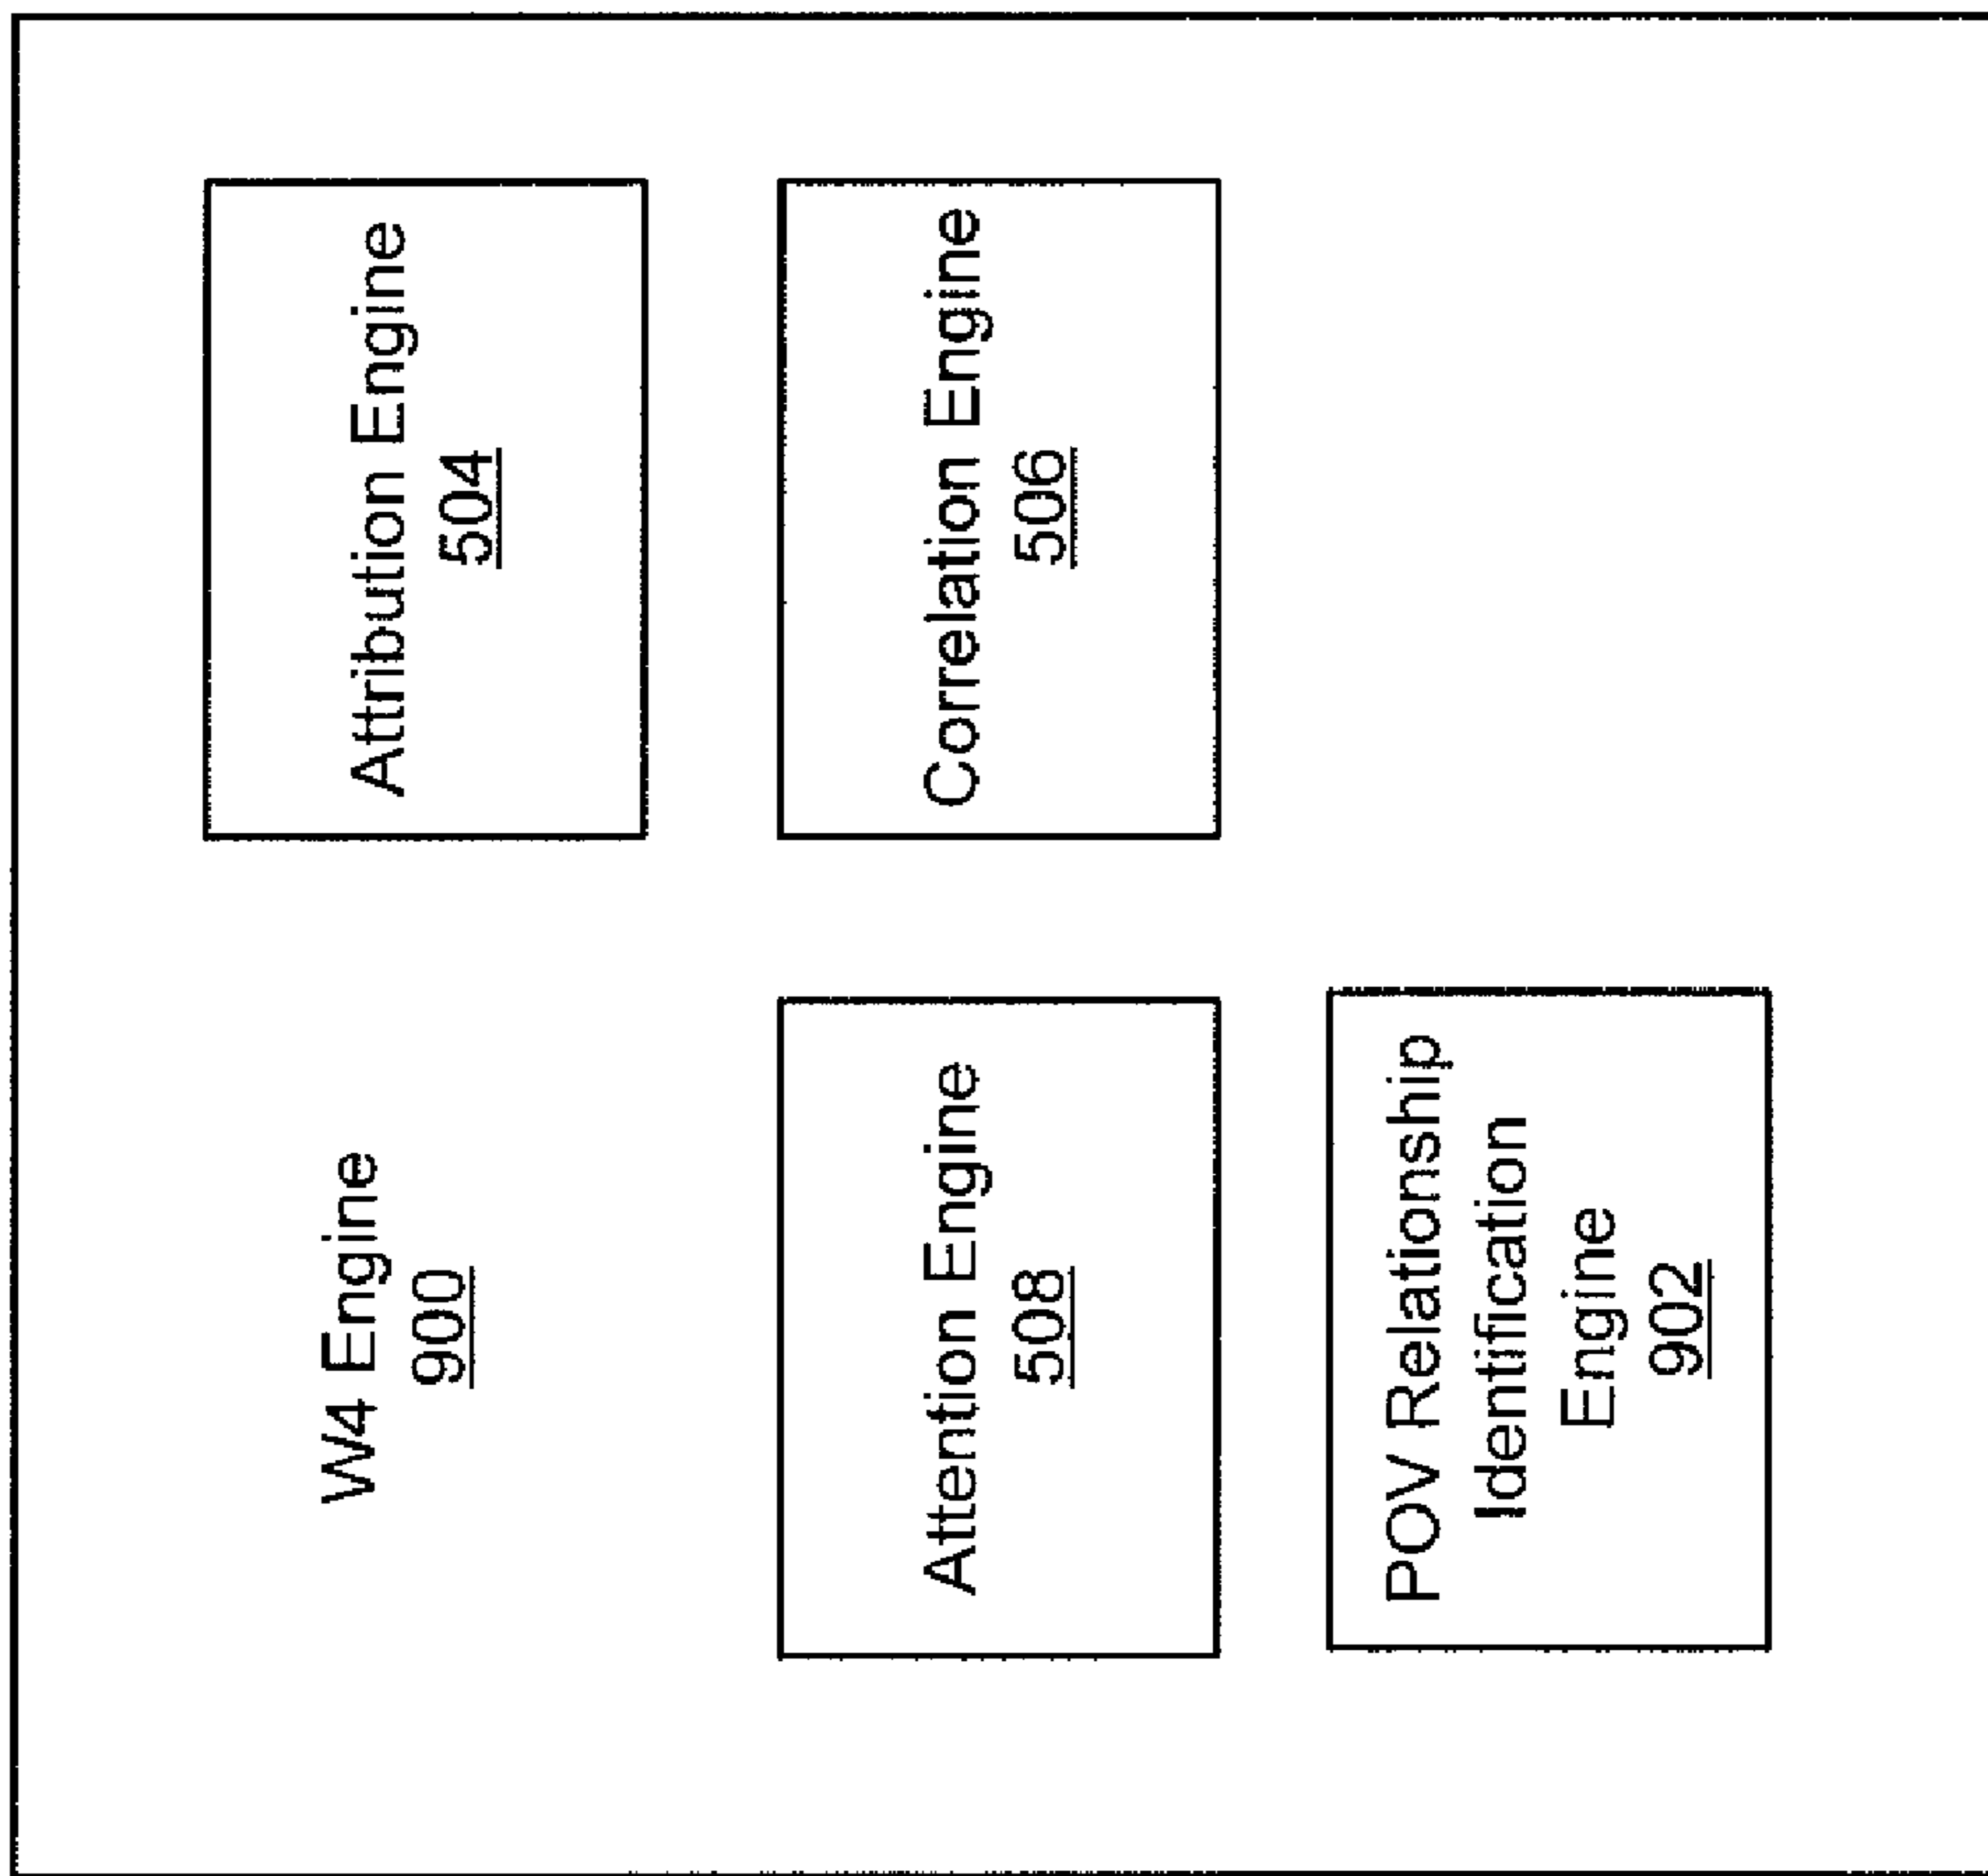 W4 Engine
900
Attribution Engine
504
Attention Engine
508
Correlation Engine
506
POV Relationship
Identification
Engine
902